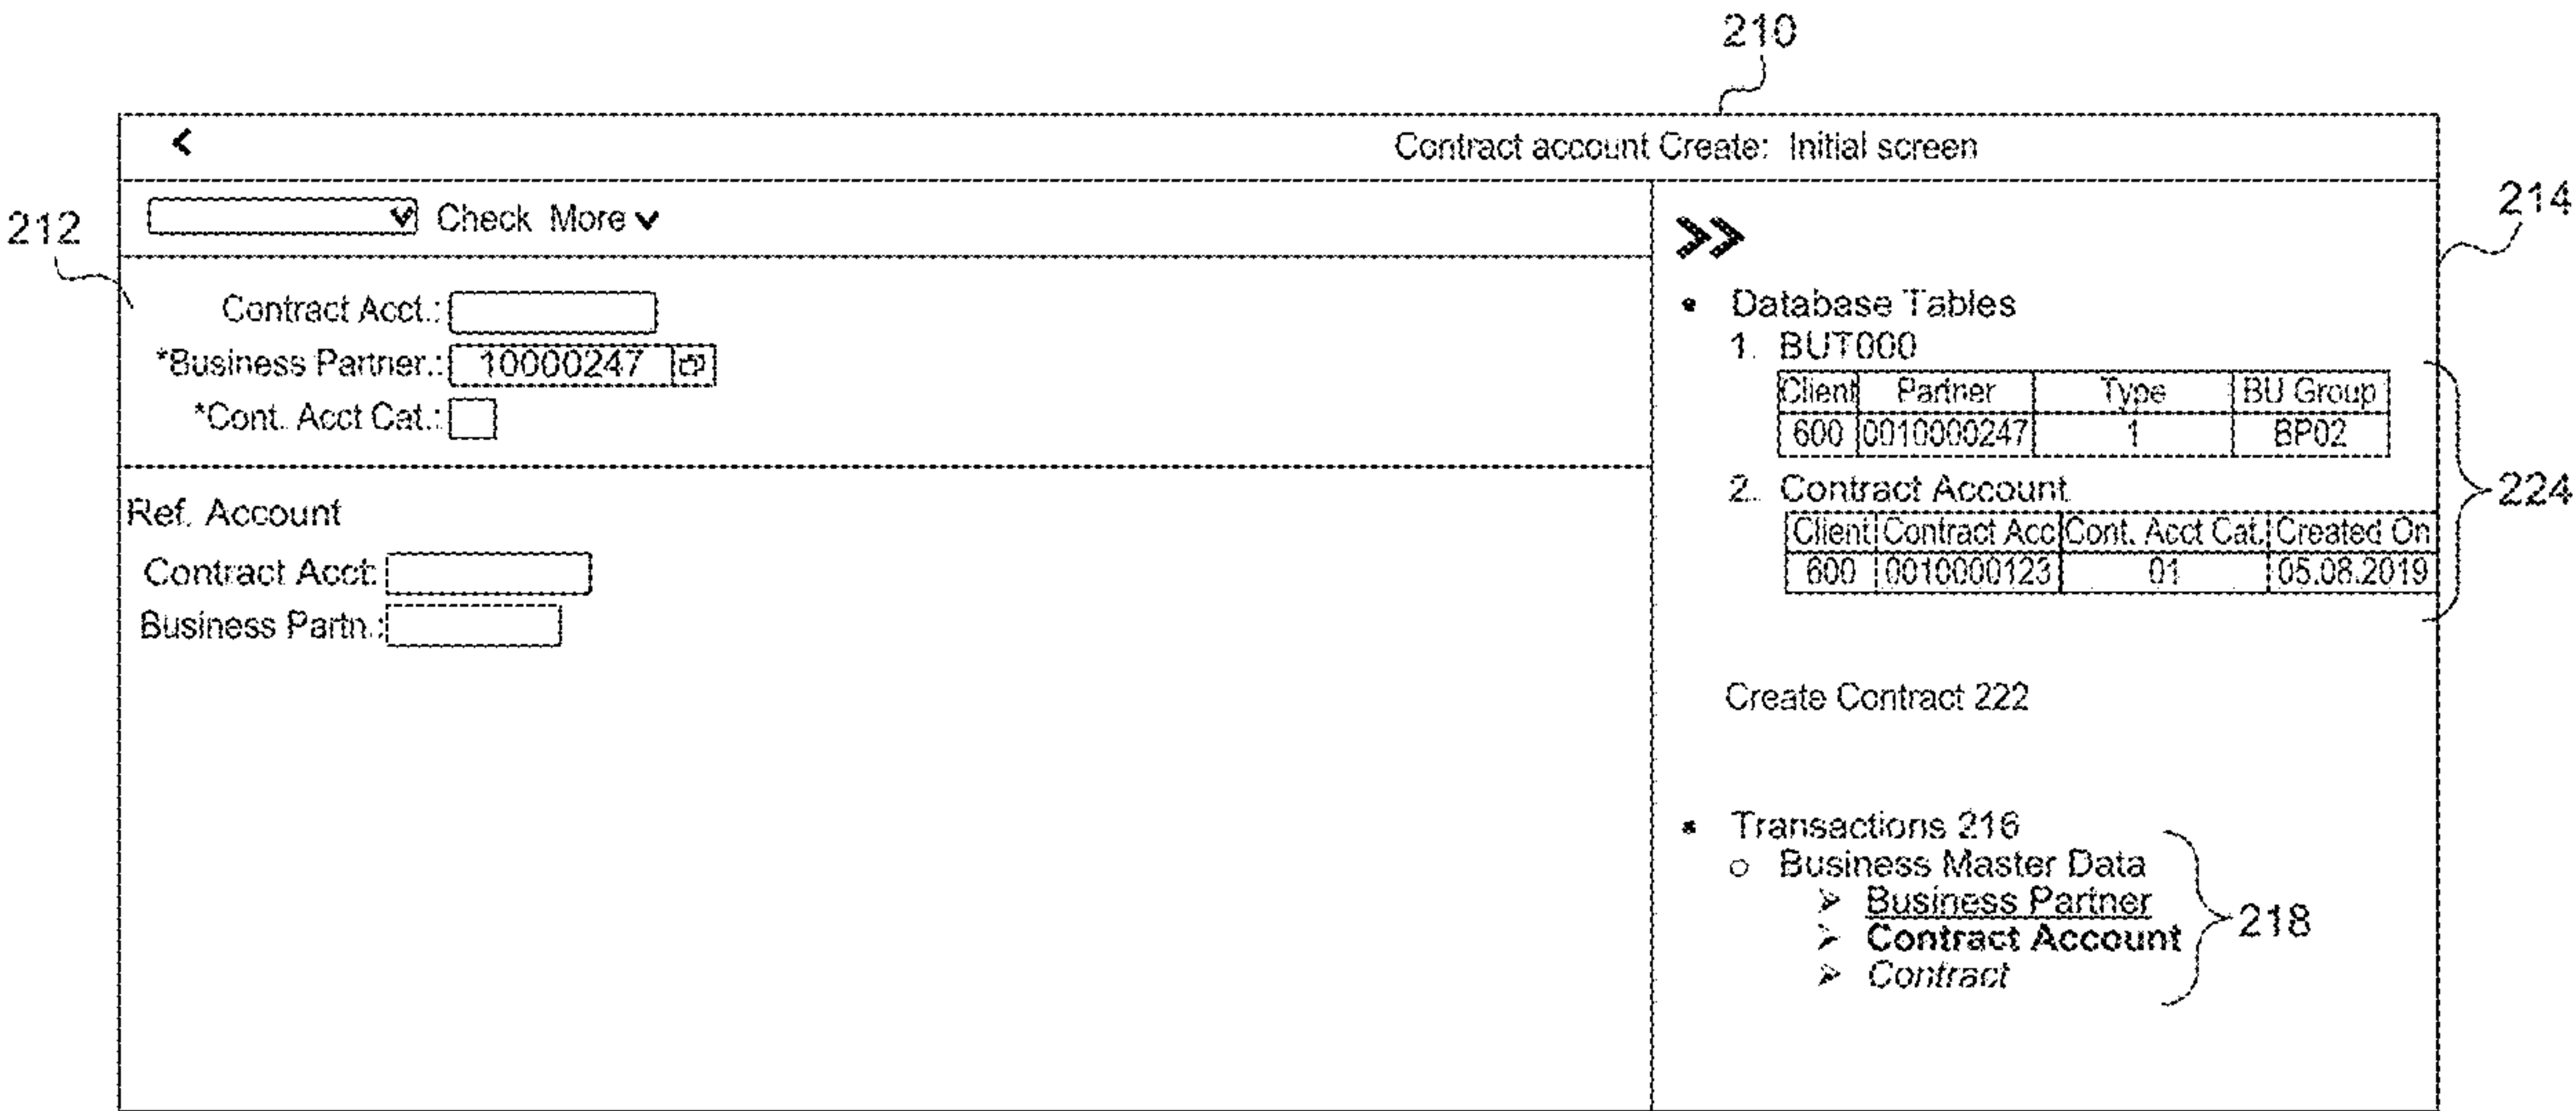 210
Contract account Create: Initial screen
212
214
Check More
Contract Acct.:
*Business Partner.: 10000247
*Cont. Acct Cat.:
Ref. Account
Contract Acct:
Business Partn.:
• Database Tables
1. BUT000
Client Partner Type BU Group
600 0010000247 1 BP02
2. Contract Account
Client Contract Acc Cont. Acct Cat. Created On
600 0010000123 01 05.08.2019
224
Create Contract 222
• Transactions 216
○ Business Master Data
➢ Business Partner
➢ Contract Account
➢ Contract
218